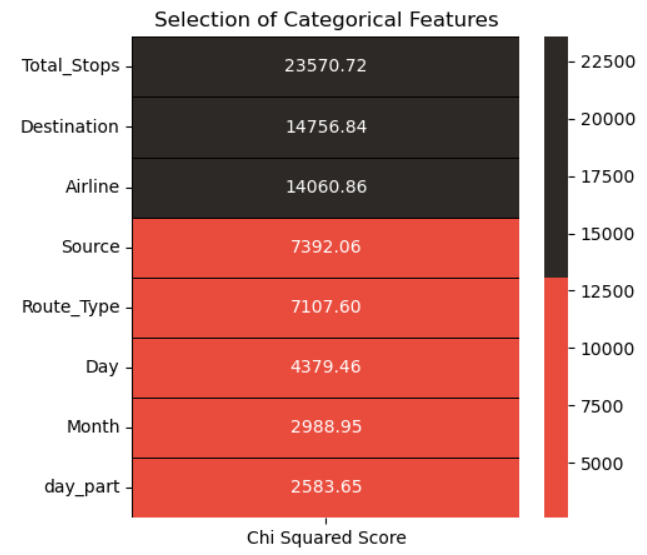 Selection of Categorical Features
Total_Stops 23570.72
Destination 14756.84
Airline 14060.86
Source 7392.06
Route_Type 7107.60
Day 4379.46
Month 2988.95
day_part 2583.65
Chi Squared Score
22500
20000
17500
15000
12500
10000
7500
5000